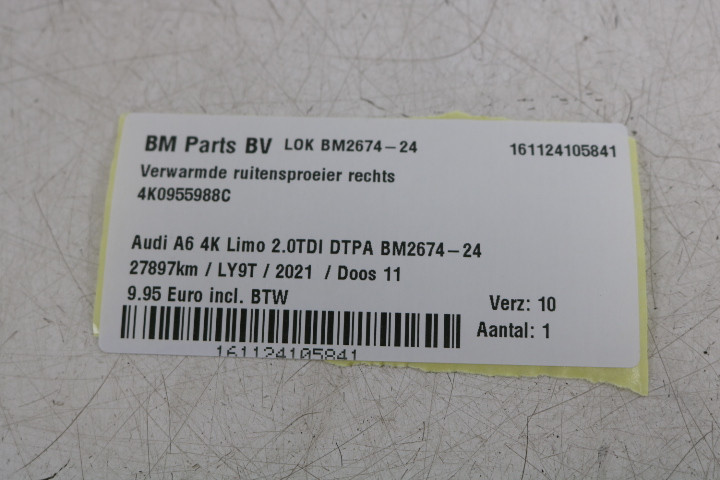 BM Parts BV LOK BM2674-24 161124105841
Verwarmde ruitensproeier rechts
4K0955988C
Audi A6 4K Limo 2.0TDI DTPA BM2674-24
27897km / LY9T / 2021 / Doos 11
9.95 Euro incl. BTW Verz: 10
Aantal: 1
161124105841